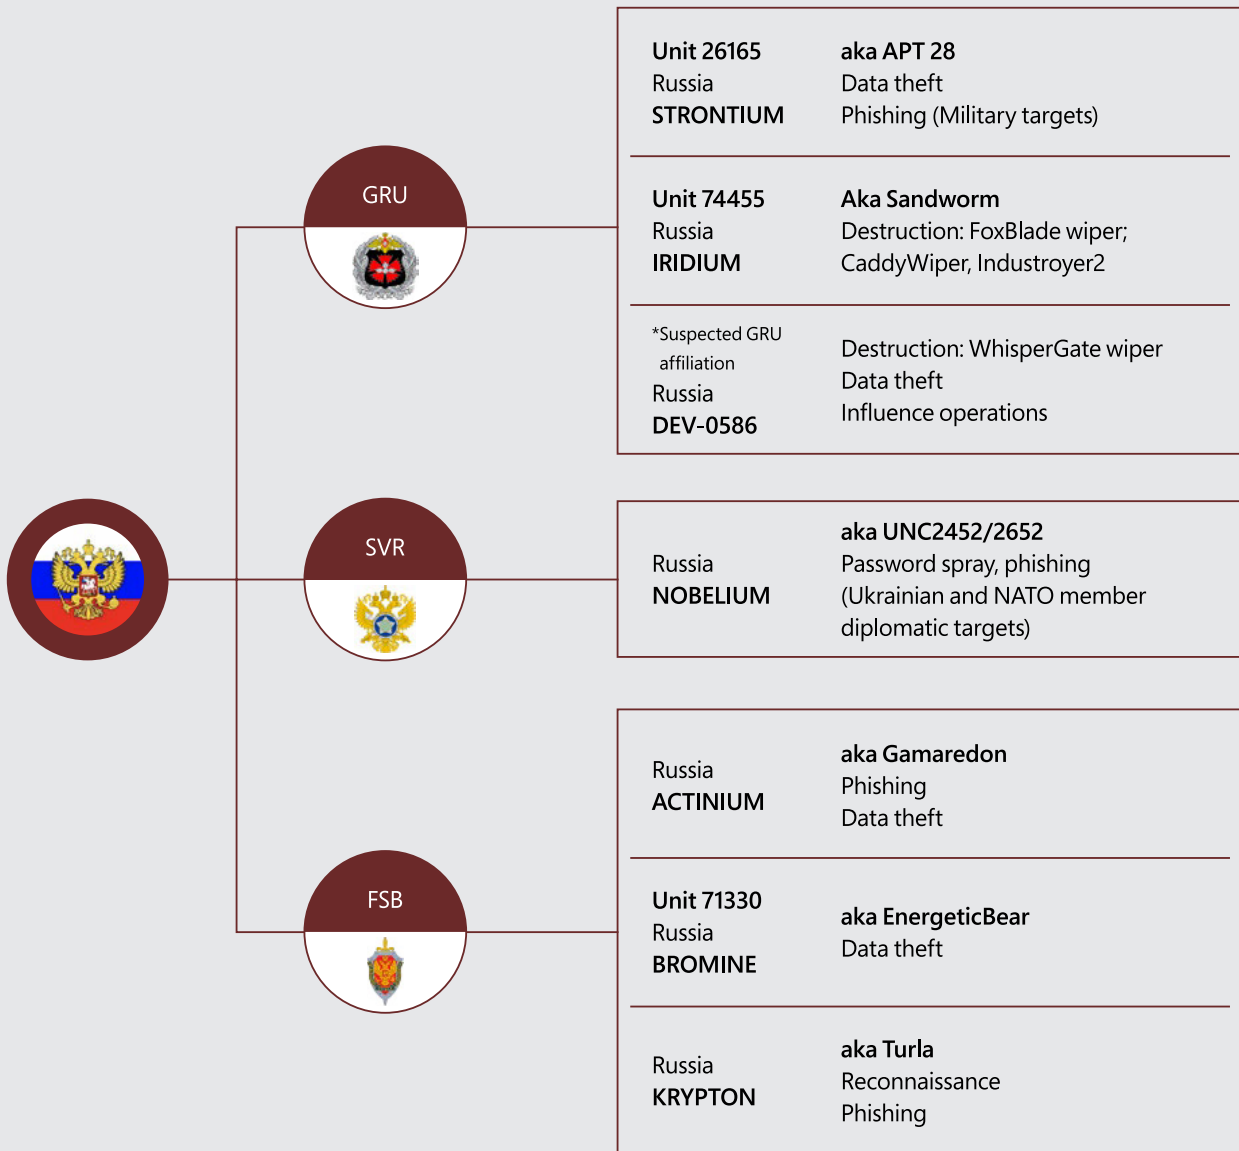 GRU
Unit 26165
Russia
STRONTIUM
aka APT 28
Data theft
Phishing (Military targets)
Unit 74455
Russia
IRIDIUM
Aka Sandworm
Destruction: FoxBlade wiper;
CaddyWiper, Industroyer2
*Suspected GRU
affiliation
Russia
DEV-0586
Destruction: WhisperGate wiper
Data theft
Influence operations
SVR
Russia
NOBELIUM
aka UNC2452/2652
Password spray, phishing
(Ukrainian and NATO member
diplomatic targets)
FSB
Russia
ACTINIUM
aka Gamaredon
Phishing
Data theft
Unit 71330
Russia
BROMINE
aka EnergeticBear
Data theft
Russia
KRYPTON
aka Turla
Reconnaissance
Phishing